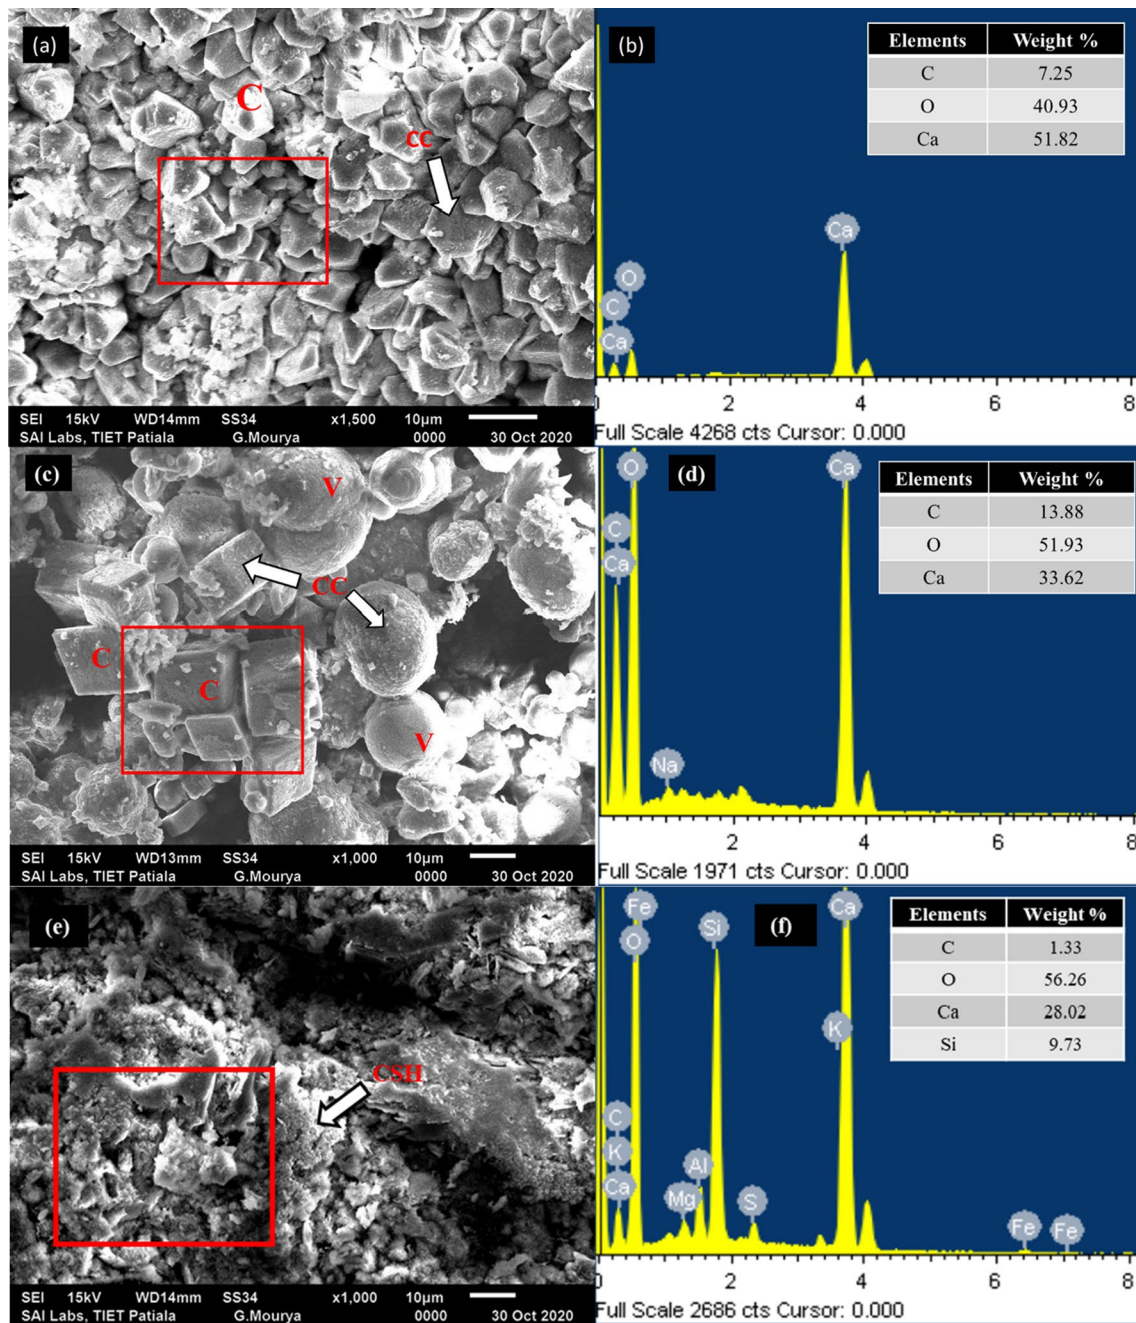 (a)
C
CC
SEI 15kV WD14mm SS34 x1,500 10μm
SAI Labs, TIET Patiala G.Mourya 0000 30 Oct 2020
(b)
Elements Weight %
C 7.25
O 40.93
Ca 51.82
Ca
O
C
Ca
0 2 4 6 8
Full Scale 4268 cts Cursor: 0.000
(c)
V
CC
C
C
V
SEI 15kV WD13mm SS34 x1,000 10μm
SAI Labs, TIET Patiala G.Mourya 0000 30 Oct 2020
(d)
Elements Weight %
C 13.88
O 51.93
Ca 33.62
O
Ca
C
Ca
Na
2 4 6 8
Full Scale 1971 cts Cursor: 0.000
(e)
CSH
SEI 15kV WD14mm SS34 x1,000 10μm
SAI Labs, TIET Patiala G.Mourya 0000 30 Oct 2020
(f)
Elements Weight %
C 1.33
O 56.26
Ca 28.02
Si 9.73
Fe
Ca
Si
O
K
C
K
Al
Ca
Mg
S
Fe
Fe
0 2 4 6 8
Full Scale 2686 cts Cursor: 0.000